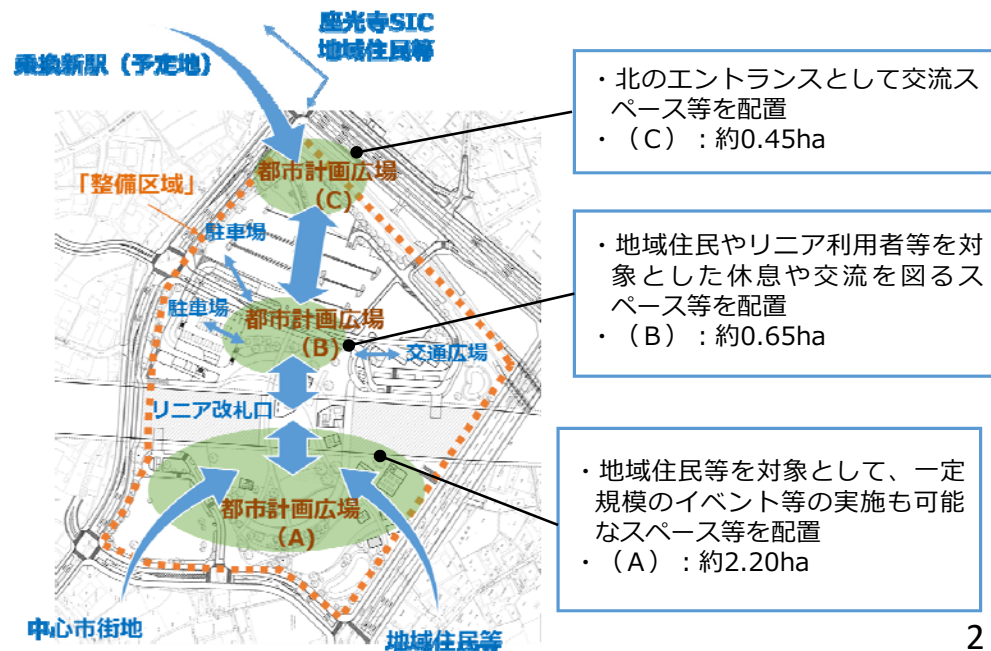 座光寺SIC
地域住民等
乗換新駅（予定地）
・北のエントランスとして交流ス
ペース等を配置
・（C）：約0.45ha
都市計画広場
（C）
「整備区域」
駐車場
・地域住民やリニア利用者等を対
象とした休息や交流を図るス
ペース等を配置
・（B）：約0.65ha
駐車場
都市計画広場
（B）
交通広場
リニア改札口
・地域住民等を対象として、一定
規模のイベント等の実施も可能
なスペース等を配置
・（A）：約2.20ha
都市計画広場
（A）
中心市街地
地域住民等
2